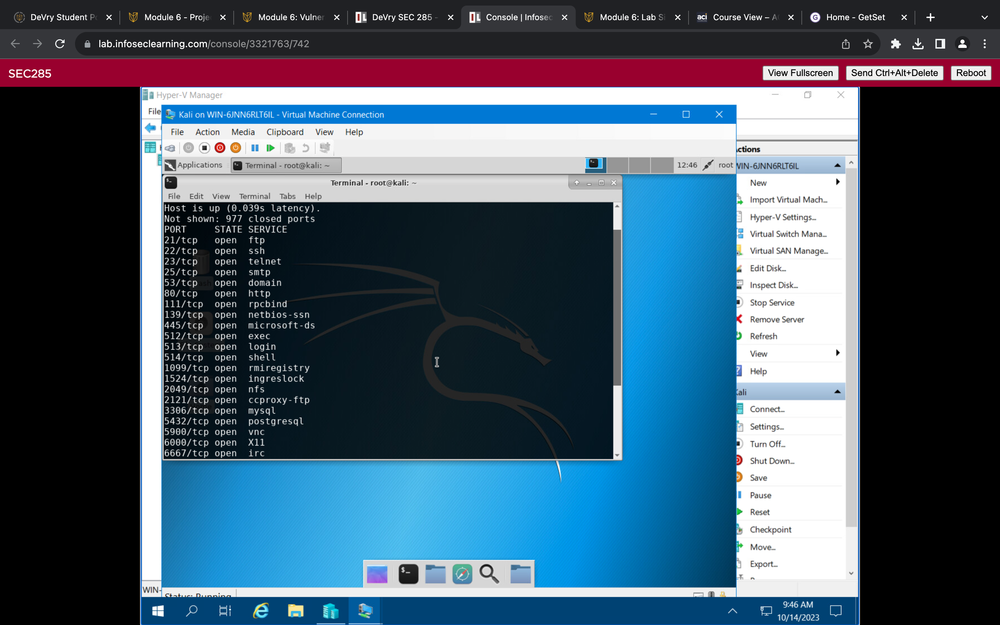 DeVry Student Po
Module 6 - Proje
Module 6: Vulner
DeVry SEC 285 -
Console | Infosec
Module 6: Lab Si
aci Course View – A
Home - GetSet
lab.infoseclearning.com/console/3321763/742
SEC285
View Fullscreen
Send Ctrl+Alt+Delete
Reboot
Hyper-V Manager
File
Kali on WIN-6JNN6RLT6IL - Virtual Machine Connection
File Action Media Clipboard View Help
Applications
Terminal - root@kali: ~
12:46
root
Terminal - root@kali: ~
File Edit View Terminal Tabs Help
Host is up (0.039s latency).
Not shown: 977 closed ports
PORT STATE SERVICE
21/tcp open ftp
22/tcp open ssh
23/tcp open telnet
25/tcp open smtp
53/tcp open domain
80/tcp open http
111/tcp open rpcbind
139/tcp open netbios-ssn
445/tcp open microsoft-ds
512/tcp open exec
513/tcp open login
514/tcp open shell
1099/tcp open rmiregistry
1524/tcp open ingreslock
2049/tcp open nfs
2121/tcp open ccproxy-ftp
3306/tcp open mysql
5432/tcp open postgresql
5900/tcp open vnc
6000/tcp open X11
6667/tcp open irc
ctions
WIN-6JNN6RLT6IL
New
Import Virtual Mach...
Hyper-V Settings...
Virtual Switch Mana...
Virtual SAN Manage...
Edit Disk...
Inspect Disk...
Stop Service
Remove Server
Refresh
View
Help
Kali
Connect...
Settings...
Turn Off...
Shut Down...
Save
Pause
Reset
Checkpoint
Move...
Export...
WIN-
Status: Running
9:46 AM
10/14/2023